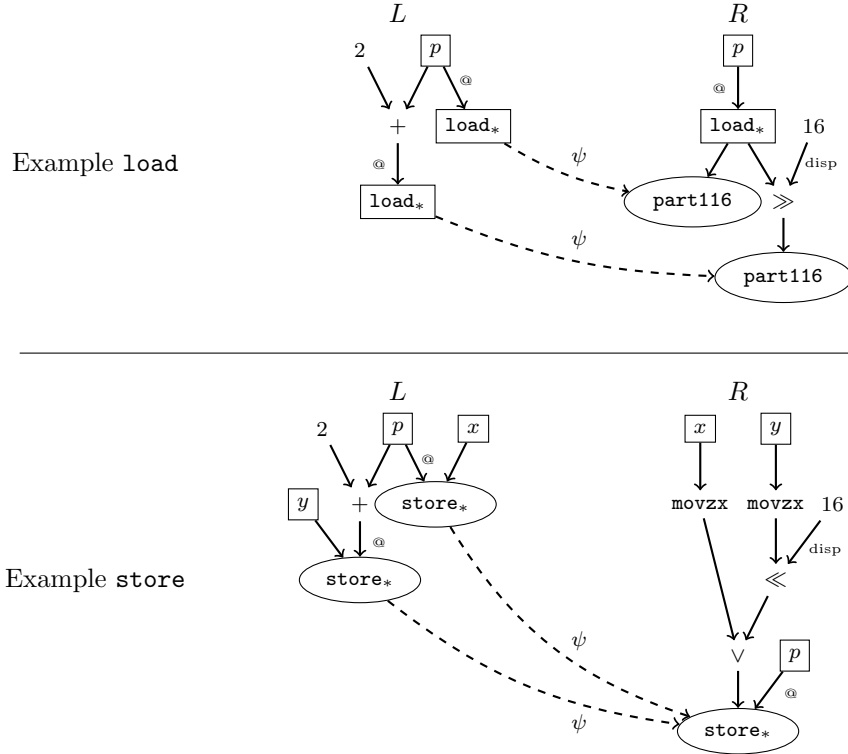 L R
2 p p
@ @
+ load* load* 16
@ ψ disp
Example load
load* part116 ≫
ψ
part116
L R
2 p x x y
@
y + store* movzx movzx 16
@ disp
Example store
store* ≪
ψ
∨ p
@
ψ store*